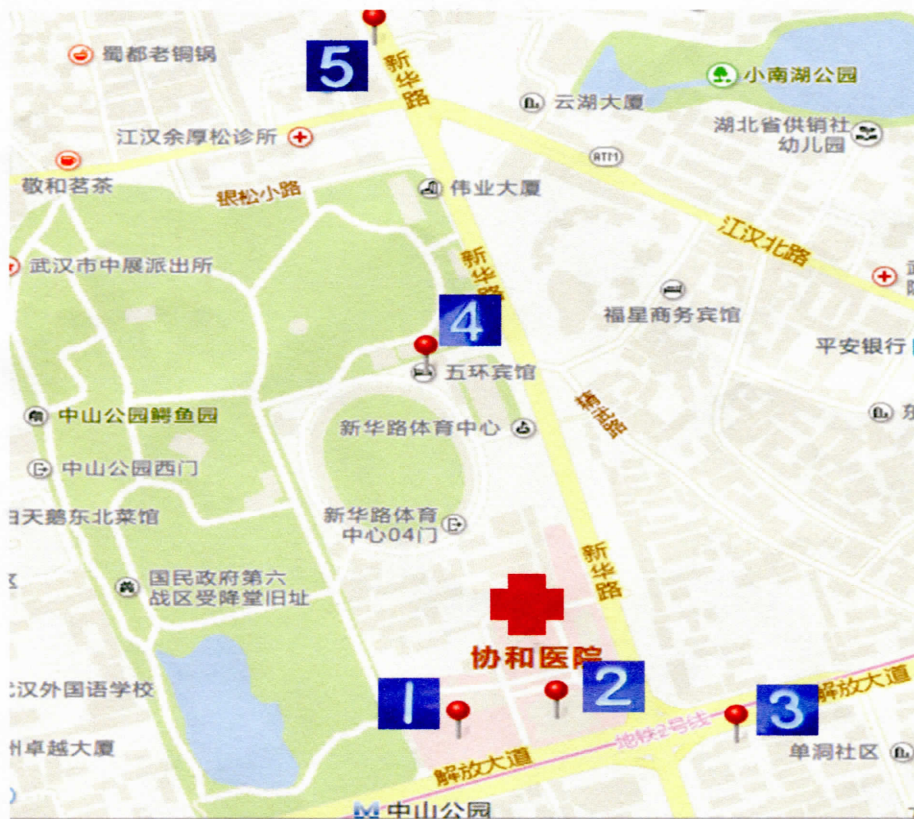 5
新华路
蜀都老铜锅
小南湖公园
云湖大厦
江汉余厚松诊所
湖北省供销社
幼儿园
ATM
敬和茗茶
银松小路
伟业大厦
江汉北路
武汉市中展派出所
新华路
福星商务宾馆
4
平安银行
五环宾馆
精武路
中山公园鳄鱼园
新华路体育中心
中山公园西门
白天鹅东北菜馆
新华路体育
中心04门
新华路
国民政府第六
战区受降堂旧址
协和医院
汉外国语学校
1
2
3
解放大道
地铁2号线
州卓越大厦
解放大道
单洞社区
中山公园